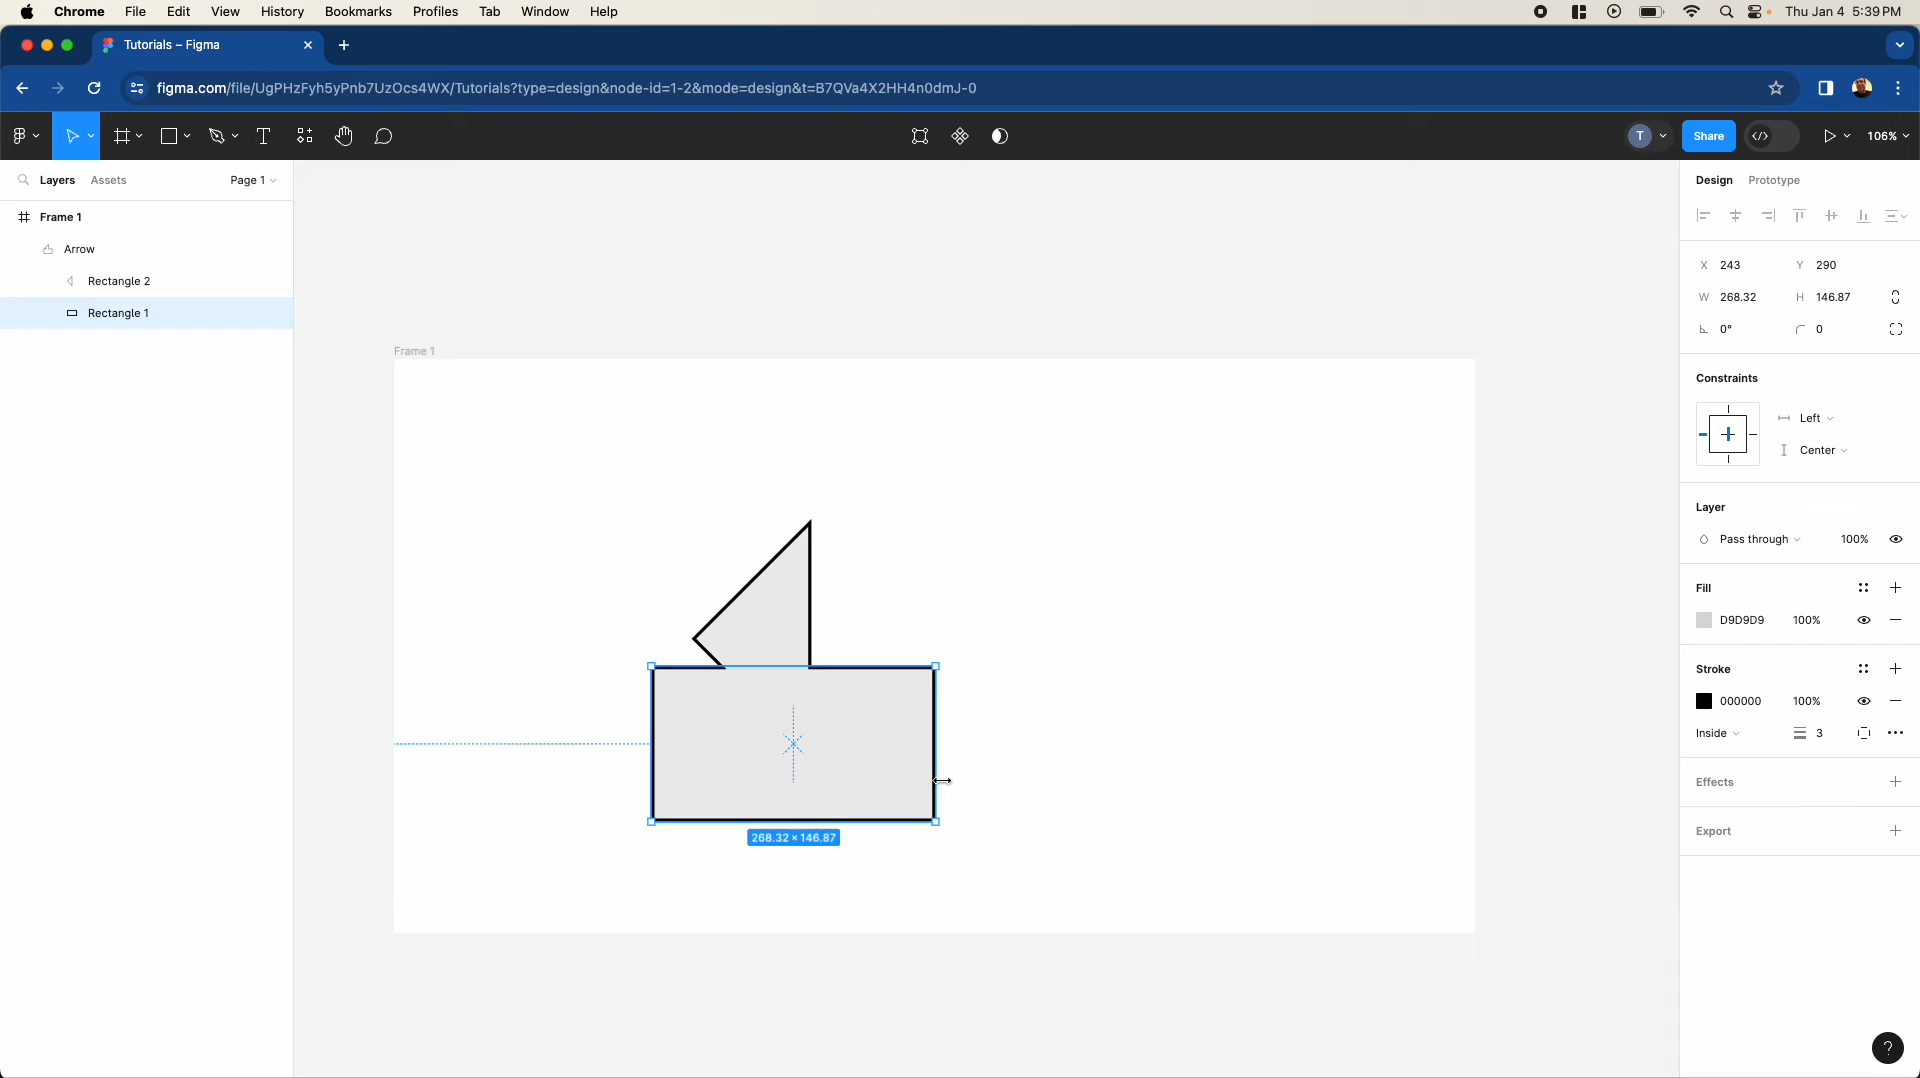 Chrome File Edit View History Bookmarks Profiles Tab Window Help Thu Jan 4 5:39 PM
Tutorials – Figma
figma.com/file/UgPHzFyh5yPnb7UzOcs4WX/Tutorials?type=design&node-id=1-2&mode=design&t=B7QVa4X2HH4n0dmJ-0
T Share 106%
Layers Assets Page 1
Design Prototype
Frame 1
Arrow
Rectangle 2
Rectangle 1
Frame 1
268.32 × 146.87
X 243 Y 290
W 268.32 H 146.87
0° 0
Constraints
Left
Center
Layer
Pass through 100%
Fill
D9D9D9 100%
Stroke
000000 100%
Inside 3
Effects
Export
?